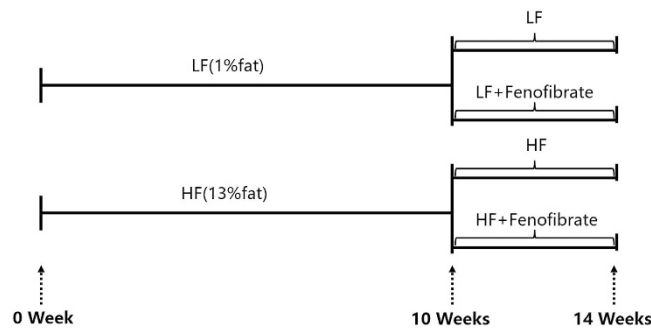 LF
LF(1%fat)
LF+Fenofibrate
HF
HF(13%fat)
HF+Fenofibrate
0 Week
10 Weeks
14 Weeks